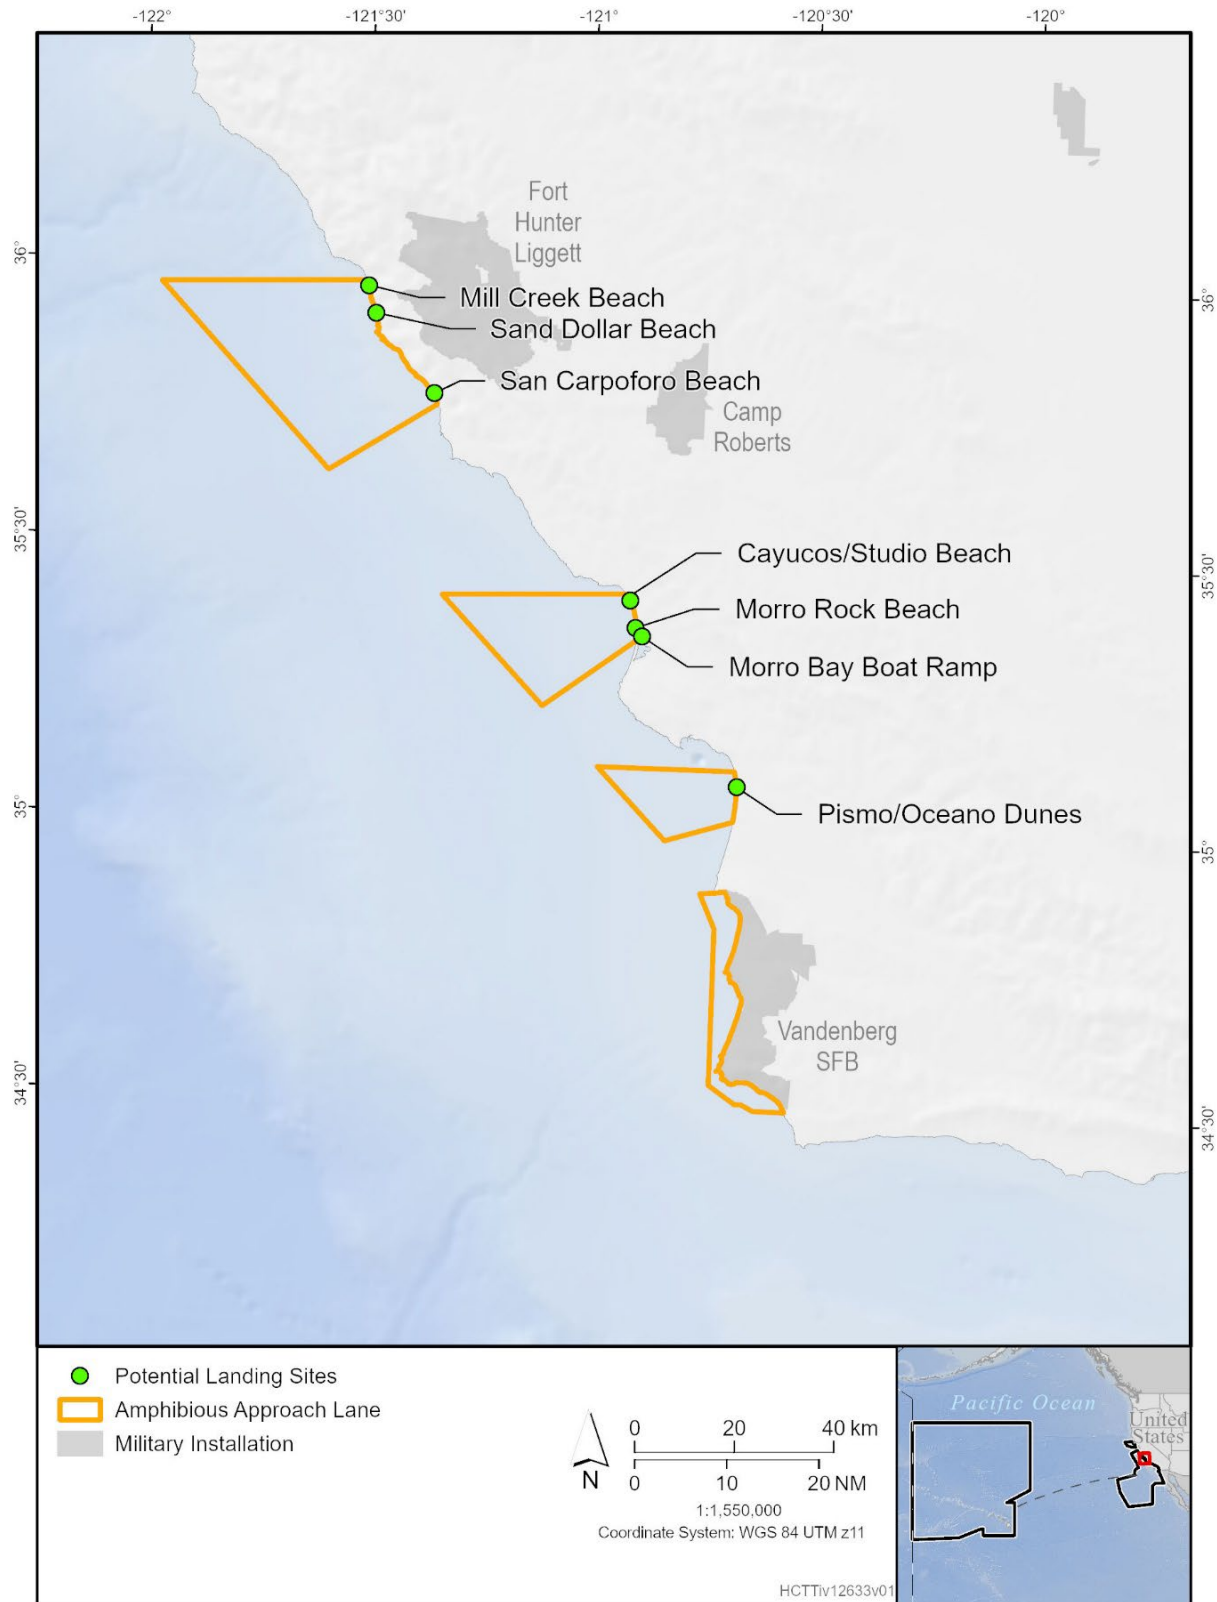 -122°
-121°30'
-121°
-120°30'
-120°
Fort
Hunter
Liggett
36°
Mill Creek Beach
36°
Sand Dollar Beach
San Carpoforo Beach
Camp
Roberts
35°30'
Cayucos/Studio Beach
35°30'
Morro Rock Beach
Morro Bay Boat Ramp
35°
Pismo/Oceano Dunes
35°
Vandenberg
SFB
34°30'
34°30'
Potential Landing Sites
Amphibious Approach Lane
Military Installation
N
0 20 40 km
0 10 20 NM
1:1,550,000
Coordinate System: WGS 84 UTM z11
HCTTiv12633v01
Pacific Ocean
United
States